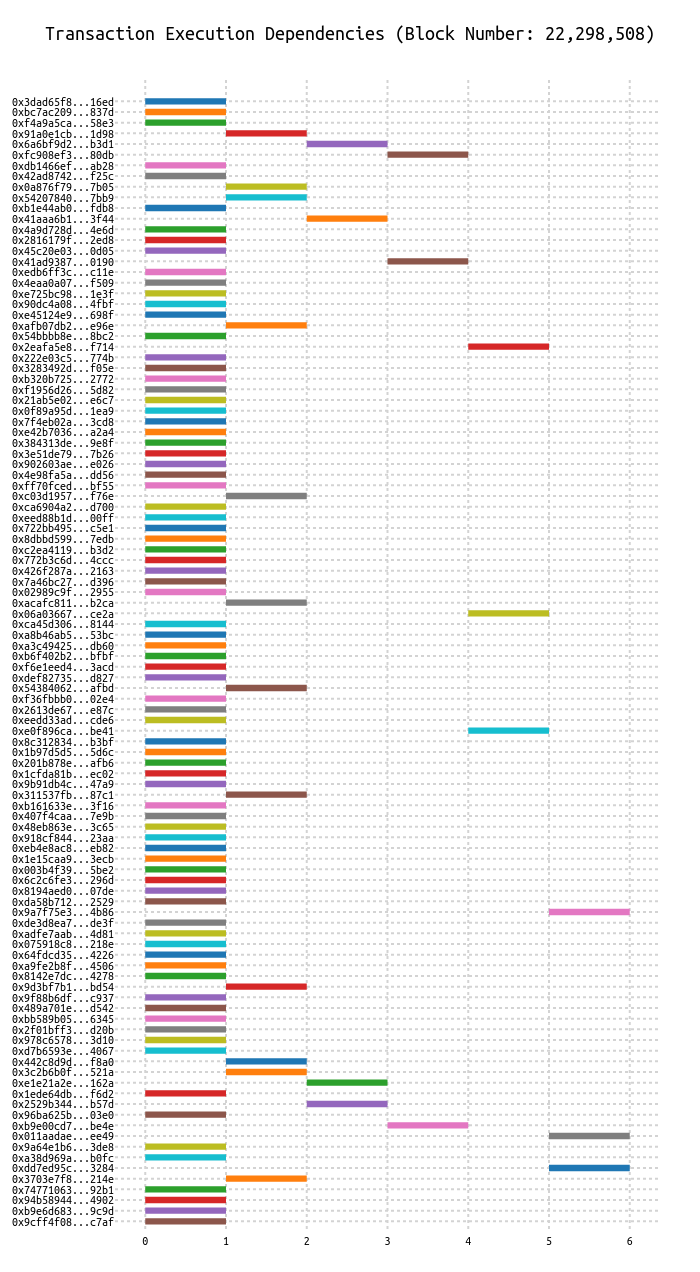 Transaction Execution Dependencies (Block Number: 22,298,508)
0x3dad65f8...16ed
0xbc7ac209...837d
0xf4a9a5ca...58e3
0x91a0e1cb...1d98
0x6a6bf9d2...b3d1
0xfc908ef3...80db
0xdb1466ef...ab28
0x42ad8742...f25c
0x0a876f79...7b05
0x54207840...7bb9
0xb1e44ab0...fdb8
0x41aaa6b1...3f44
0x4a9d728d...4e6d
0x2816179f...2ed8
0x45c20e03...0d05
0x41ad9387...0190
0xedb6ff3c...c11e
0x4eaa0a07...f509
0xe725bc98...1e3f
0x90dc4a08...4fbf
0xe45124e9...698f
0xafb07db2...e96e
0x54bbbb8e...8bc2
0x2eafa5e8...f714
0x222e03c5...774b
0x3283492d...f05e
0xb320b725...2772
0xf1956d26...5d82
0x21ab5e02...e6c7
0x0f89a95d...1ea9
0x7f4eb02a...3cd8
0xe42b7036...a2a4
0x384313de...9e8f
0x3e51de79...7b26
0x902603ae...e026
0x4e98fa5a...dd56
0xff70fced...bf55
0xc03d1957...f76e
0xca6904a2...d700
0xeed88b1d...00ff
0x722bb495...c5e1
0x8dbbd599...7edb
0xc2ea4119...b3d2
0x772b3c6d...4ccc
0x426f287a...2163
0x7a46bc27...d396
0x02989c9f...2955
0xacafc811...b2ca
0x06a03667...ce2a
0xca45d306...8144
0xa8b46ab5...53bc
0xa3c49425...db60
0xb6f402b2...bfbf
0xf6e1eed4...3acd
0xdef82735...d827
0x54384062...afbd
0xf36fbbb0...02e4
0x2613de67...e87c
0xeedd33ad...cde6
0xe0f896ca...be41
0x8c312834...b3bf
0x1b97d5d5...5d6c
0x201b878e...afb6
0x1cfda81b...ec02
0x9b91db4c...47a9
0x311537fb...87c1
0xb161633e...3f16
0x407f4caa...7e9b
0x48eb863e...3c65
0x918cf844...23aa
0xeb4e8ac8...eb82
0x1e15caa9...3ecb
0x003b4f39...5be2
0x6c2c6fe3...296d
0x8194aed0...07de
0xda58b712...2529
0x9a7f75e3...4b86
0xde3d8ea7...de3f
0xadfe7aab...4d81
0x075918c8...218e
0x64fdcd35...4226
0xa9fe2b8f...4506
0x8142e7dc...4278
0x9d3bf7b1...bd54
0x9f88b6df...c937
0x489a701e...d542
0xbb589b05...6345
0x2f01bff3...d20b
0x978c6578...3d10
0xd7b6593e...4067
0x442c8d9d...f8a0
0x3c2b6b0f...521a
0xe1e21a2e...162a
0x1ede64db...f6d2
0x2529b344...b57d
0x96ba625b...03e0
0xb9e00cd7...be4e
0x011aadae...ee49
0x9a64e1b6...3de8
0xa38d969a...b0fc
0xdd7ed95c...3284
0x3703e7f8...214e
0x74771063...92b1
0x94b58944...4902
0xb9e6d683...9c9d
0x9cff4f08...c7af
0 1 2 3 4 5 6